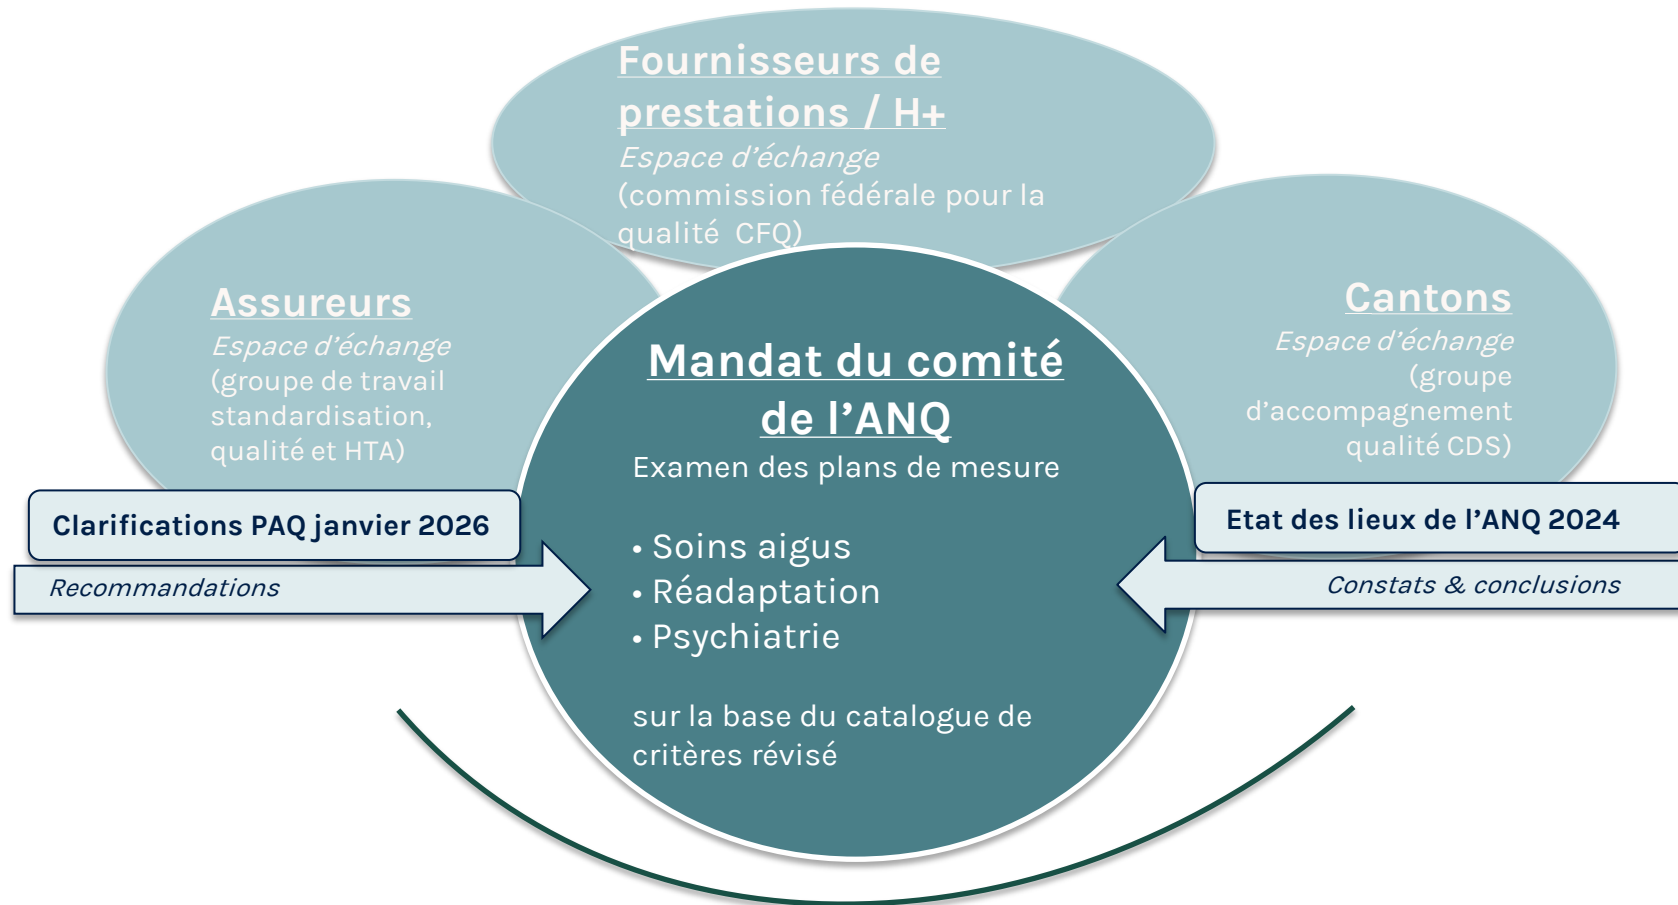 Fournisseurs de
prestations / H+
Espace d’échange
(commission fédérale pour la
qualité  CFQ)
Assureurs
Espace d’échange
(groupe de travail
standardisation,
qualité et HTA)
Cantons
Espace d’échange
(groupe
d’accompagnement
qualité CDS)
Mandat du comité
de l’ANQ
Examen des plans de mesure
• Soins aigus
• Réadaptation
• Psychiatrie
sur la base du catalogue de
critères révisé
Clarifications PAQ janvier 2026
Recommandations
Etat des lieux de l’ANQ 2024
Constats & conclusions